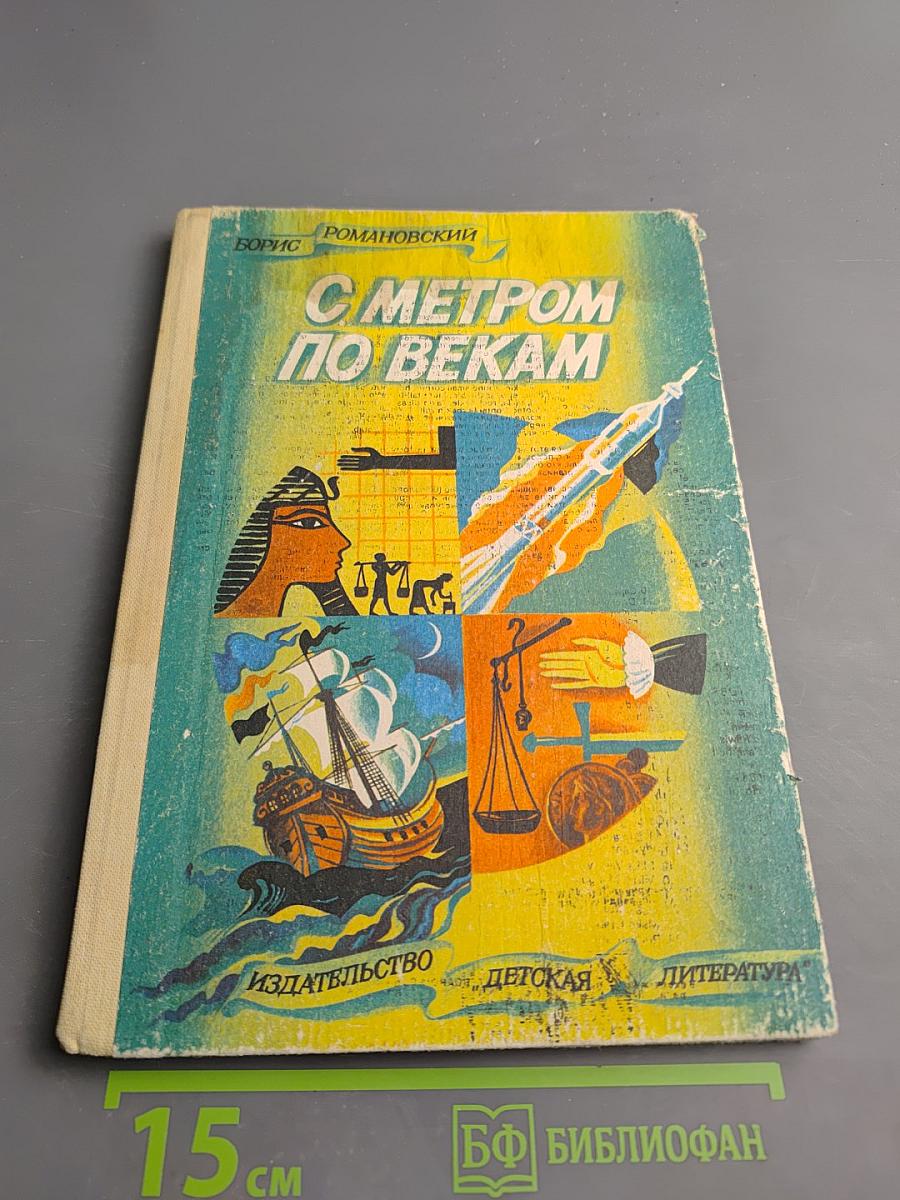 БОРИС РОМАНОВСКИЙ
С МЕТРОМ
ПО ВЕКАМ
ИЗДАТЕЛЬСТВО „ДЕТСКАЯ ЛИТЕРАТУРА"
15 см
БФ БИБЛИОФАН